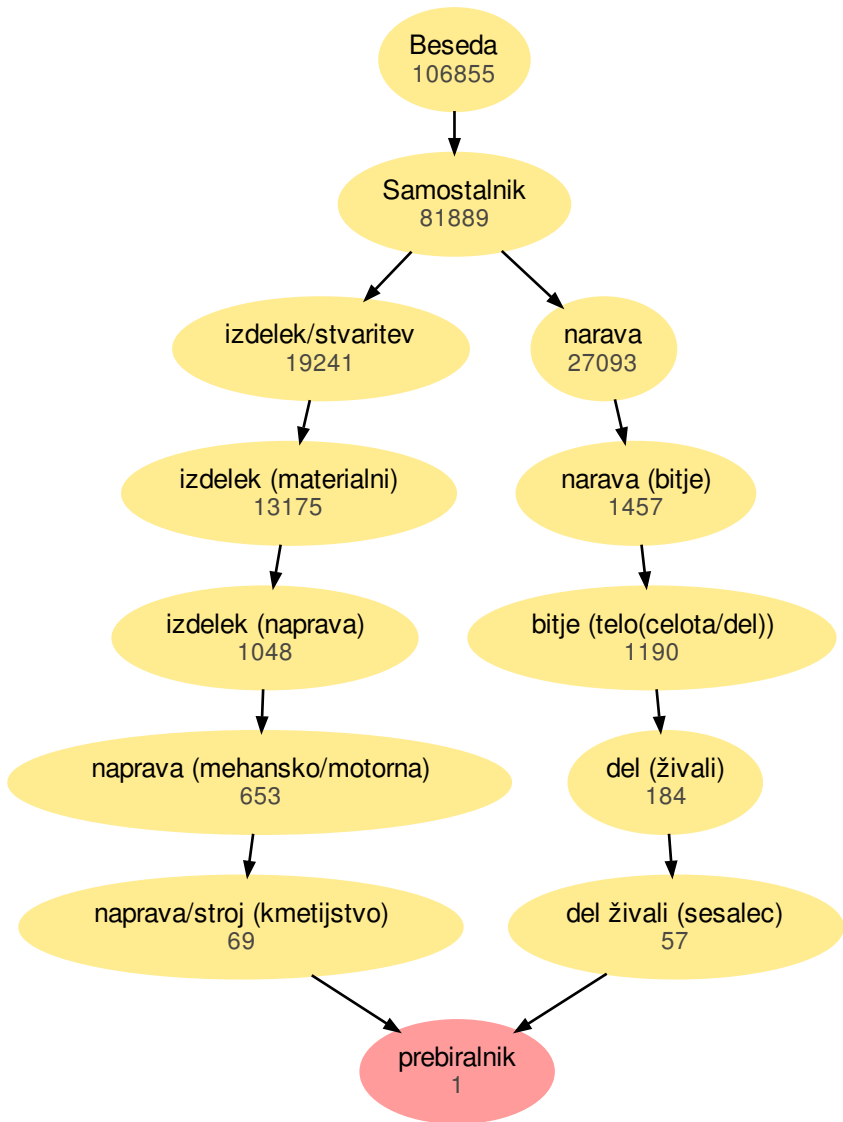 Beseda
106855
Samostalnik
81889
izdelek/stvaritev
19241
narava
27093
izdelek (materialni)
13175
narava (bitje)
1457
izdelek (naprava)
1048
bitje (telo(celota/del))
1190
naprava (mehansko/motorna)
653
del (živali)
184
naprava/stroj (kmetijstvo)
69
del živali (sesalec)
57
prebiralnik
1